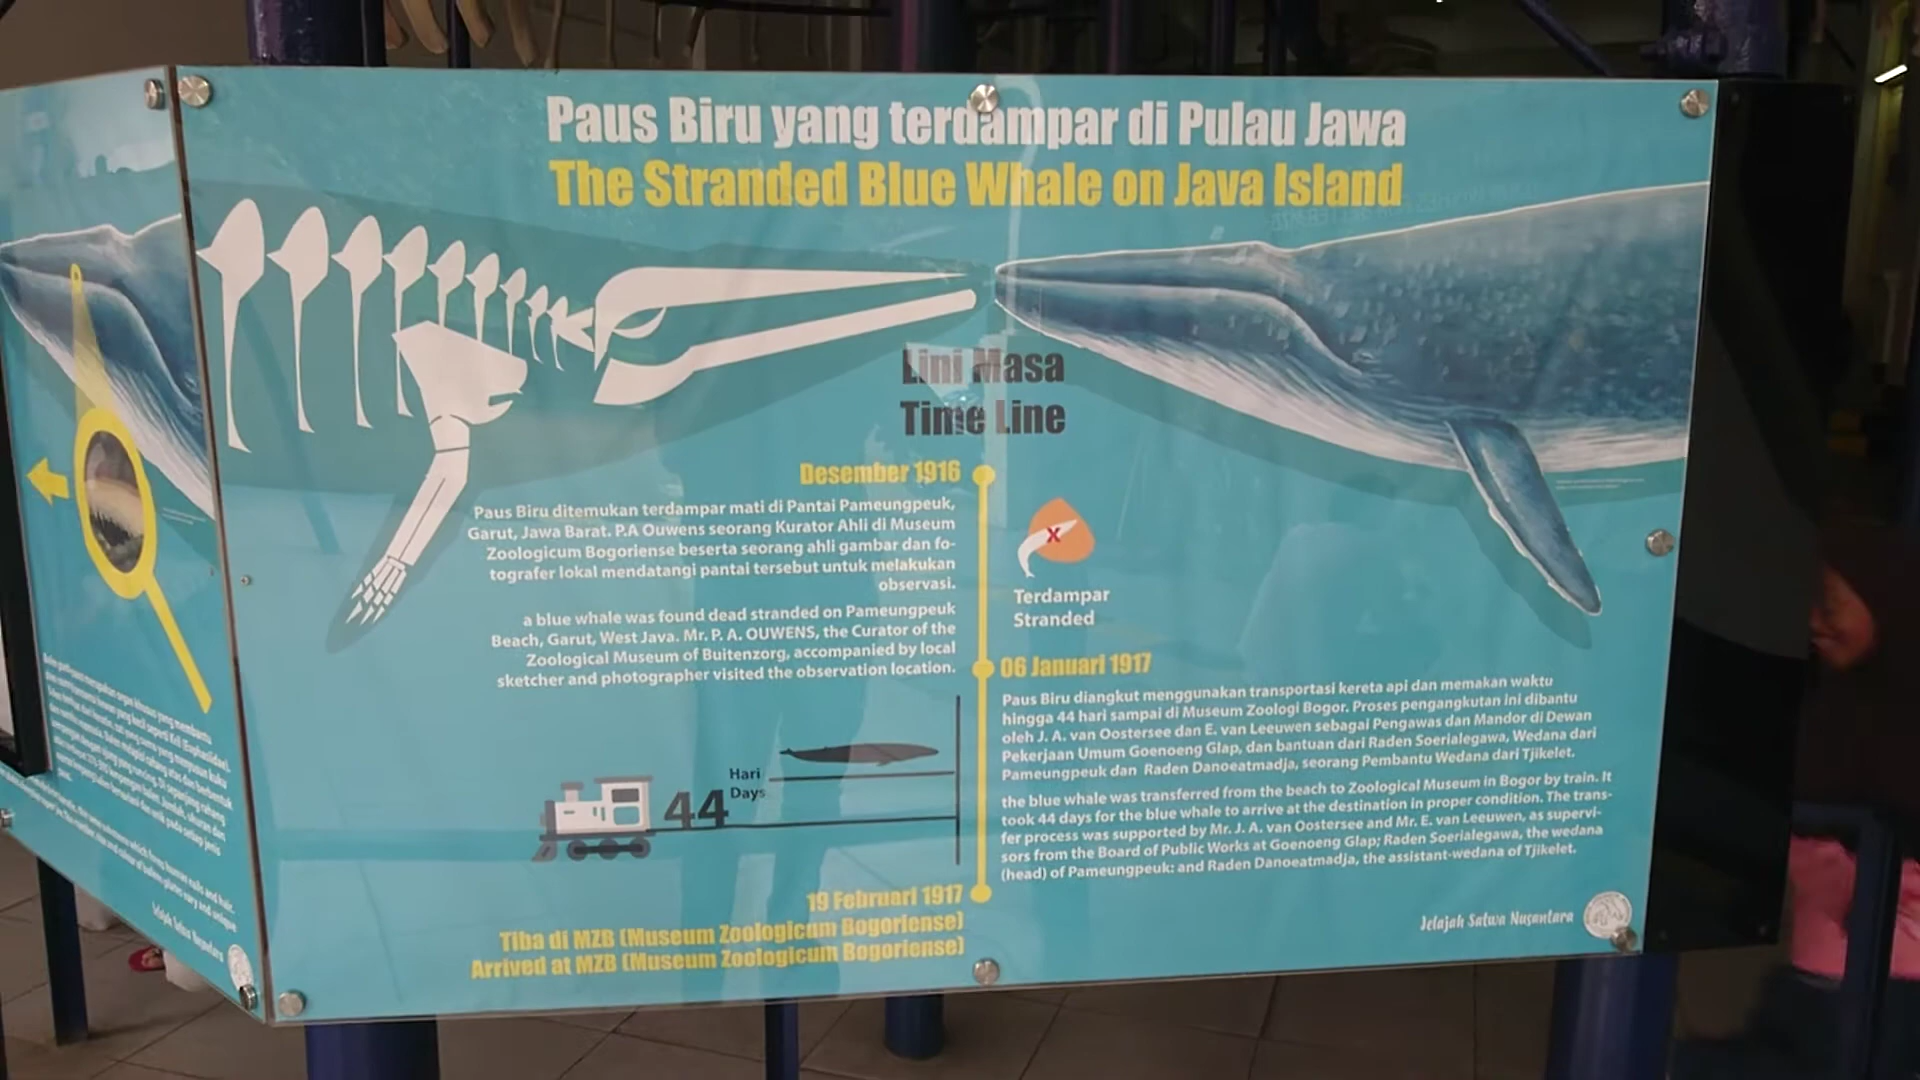 Paus Biru yang terdampar di Pulau Jawa
The Stranded Blue Whale on Java Island
Lini Masa
Time Line
Desember 1916
Paus Biru ditemukan terdampar mati di Pantai Pameungpeuk,
Garut, Jawa Barat. P.A Ouwens seorang Kurator Ahli di Museum
Zoologicum Bogoriense beserta seorang ahli gambar dan fo-
tografer lokal mendatangi pantai tersebut untuk melakukan
observasi.
a blue whale was found dead stranded on Pameungpeuk
Beach, Garut, West Java. Mr. P. A. OUWENS, the Curator of the
Zoological Museum of Buitenzorg, accompanied by local
sketcher and photographer visited the observation location.
X
Terdampar
Stranded
06 Januari 1917
Paus Biru diangkut menggunakan transportasi kereta api dan memakan waktu
hingga 44 hari sampai di Museum Zoologi Bogor. Proses pengangkutan ini dibantu
oleh J. A. van Oostersee dan E. van Leeuwen sebagai Pengawas dan Mandor di Dewan
Pekerjaan Umum Goenoeng Glap, dan bantuan dari Raden Soerialegawa, Wedana dari
Pameungpeuk dan Raden Danoeatmadja, seorang Pembantu Wedana dari Tjikelet.
the blue whale was transferred from the beach to Zoological Museum in Bogor by train. It
took 44 days for the blue whale to arrive at the destination in proper condition. The trans-
fer process was supported by Mr. J. A. van Oostersee and Mr. E. van Leeuwen, as supervi-
sors from the Board of Public Works at Goenoeng Glap; Raden Soerialegawa, the wedana
(head) of Pameungpeuk: and Raden Danoeatmadja, the assistant-wedana of Tjikelet.
44 Hari
Days
19 Februari 1917
Tiba di MZB (Museum Zoologicum Bogoriense)
Arrived at MZB (Museum Zoologicum Bogoriense)
Jelajah Satwa Nusantara
Jelajah Satwa Nusantara